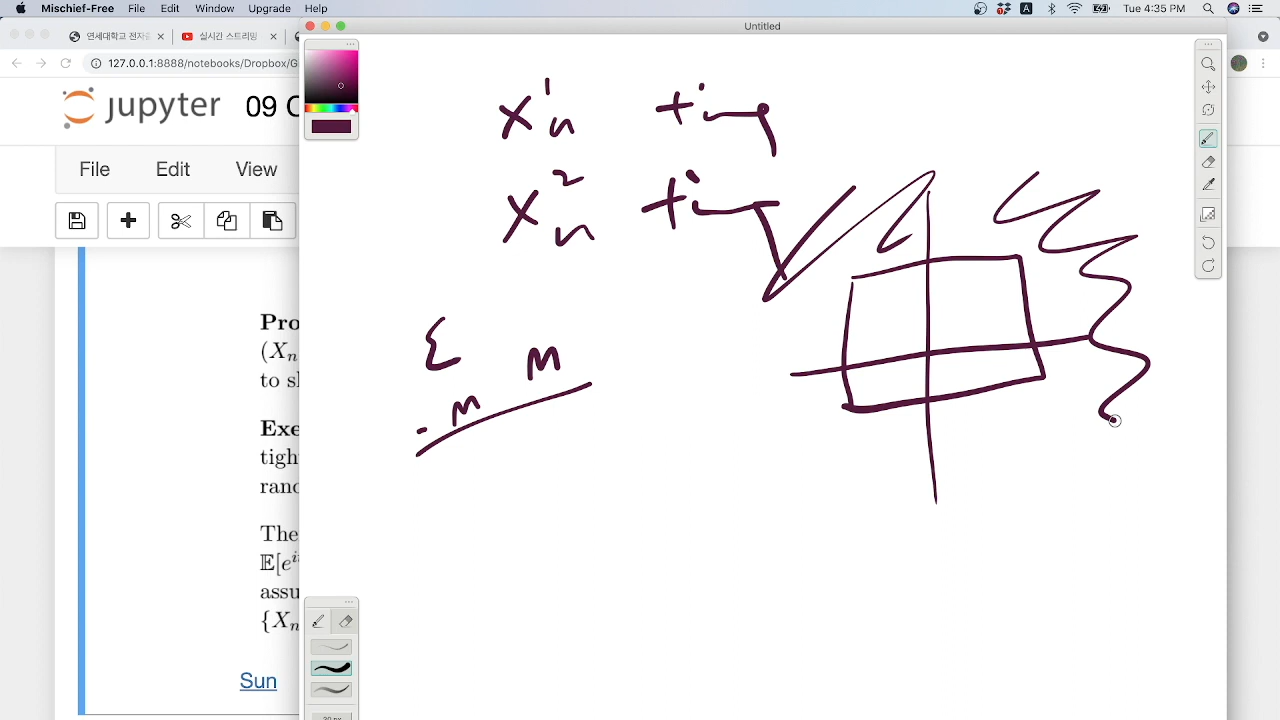 Mischief-Free File Edit Window Upgrade Help A Tue 4:35 PM
Untitled
연세대학교 전자공 × 실시간 스트리밍 ×
127.0.0.1:8888/notebooks/Dropbox/G
jupyter 09
File Edit View
X¹n
X²n
ε M
Pro
(Xn
to sl
Exe
tigh
ranc
The
𝔼[e^i
assu
{Xn
Sun